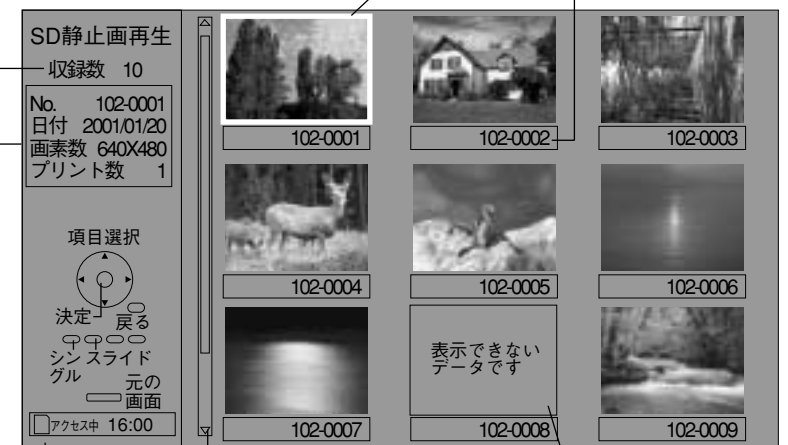 SD静止画再生
収録数 10
No. 102-0001
日付 2001/01/20
画素数 640X480
プリント数 1
項目選択
決定
戻る
シン スライド
グル
元の
画面
アクセス中 16:00
102-0001
102-0002
102-0003
102-0004
102-0005
102-0006
表示できない
データです
102-0007
102-0008
102-0009